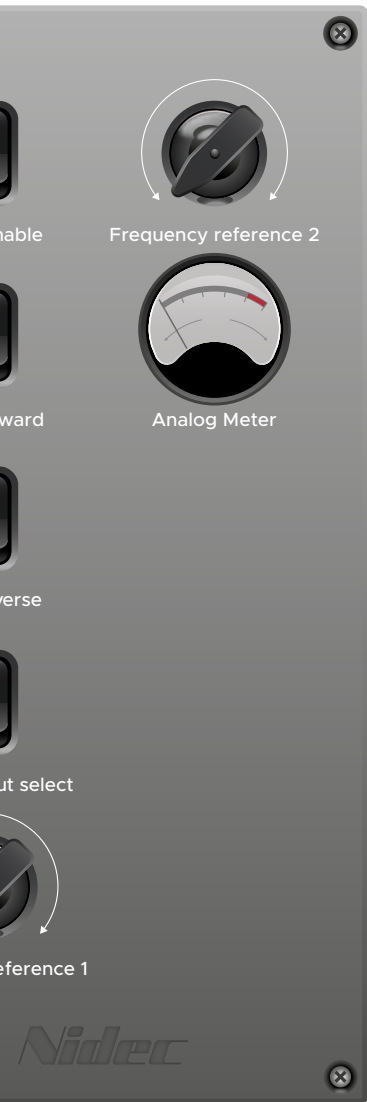 nable
Frequency reference 2
ward
Analog Meter
verse
ut select
eference 1
Nidec